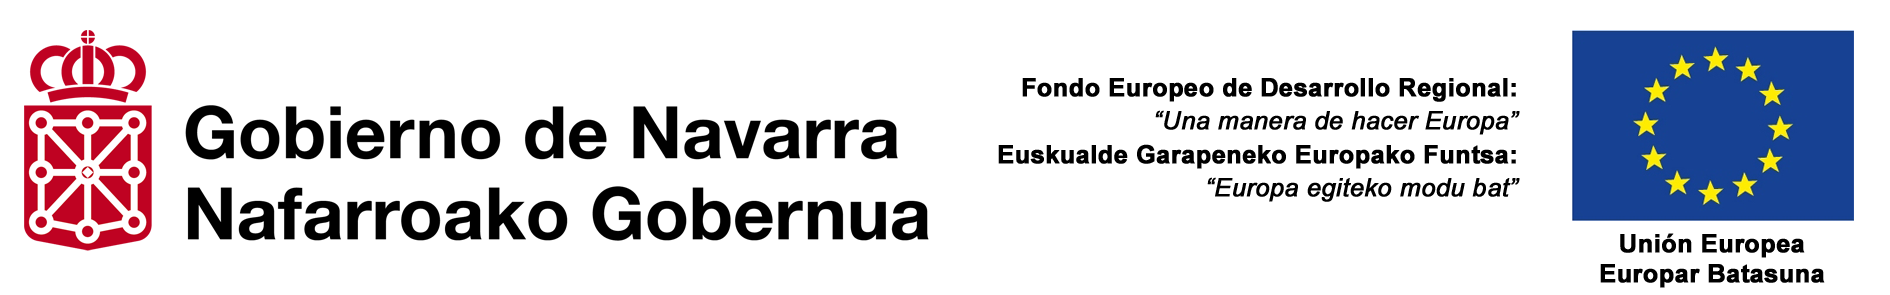 Gobierno de Navarra
Nafarroako Gobernua
Fondo Europeo de Desarrollo Regional:
“Una manera de hacer Europa”
Euskualde Garapeneko Europako Funtsa:
“Europa egiteko modu bat”
Unión Europea
Europar Batasuna